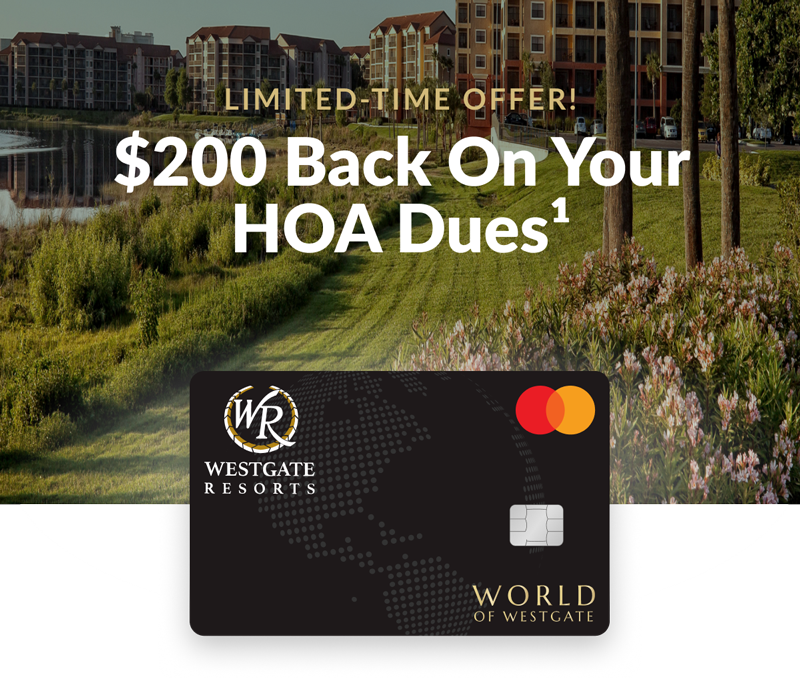 LIMITED-TIME OFFER!
$200 Back On Your
HOA Dues¹
WR
WESTGATE
RESORTS
WORLD
OF WESTGATE